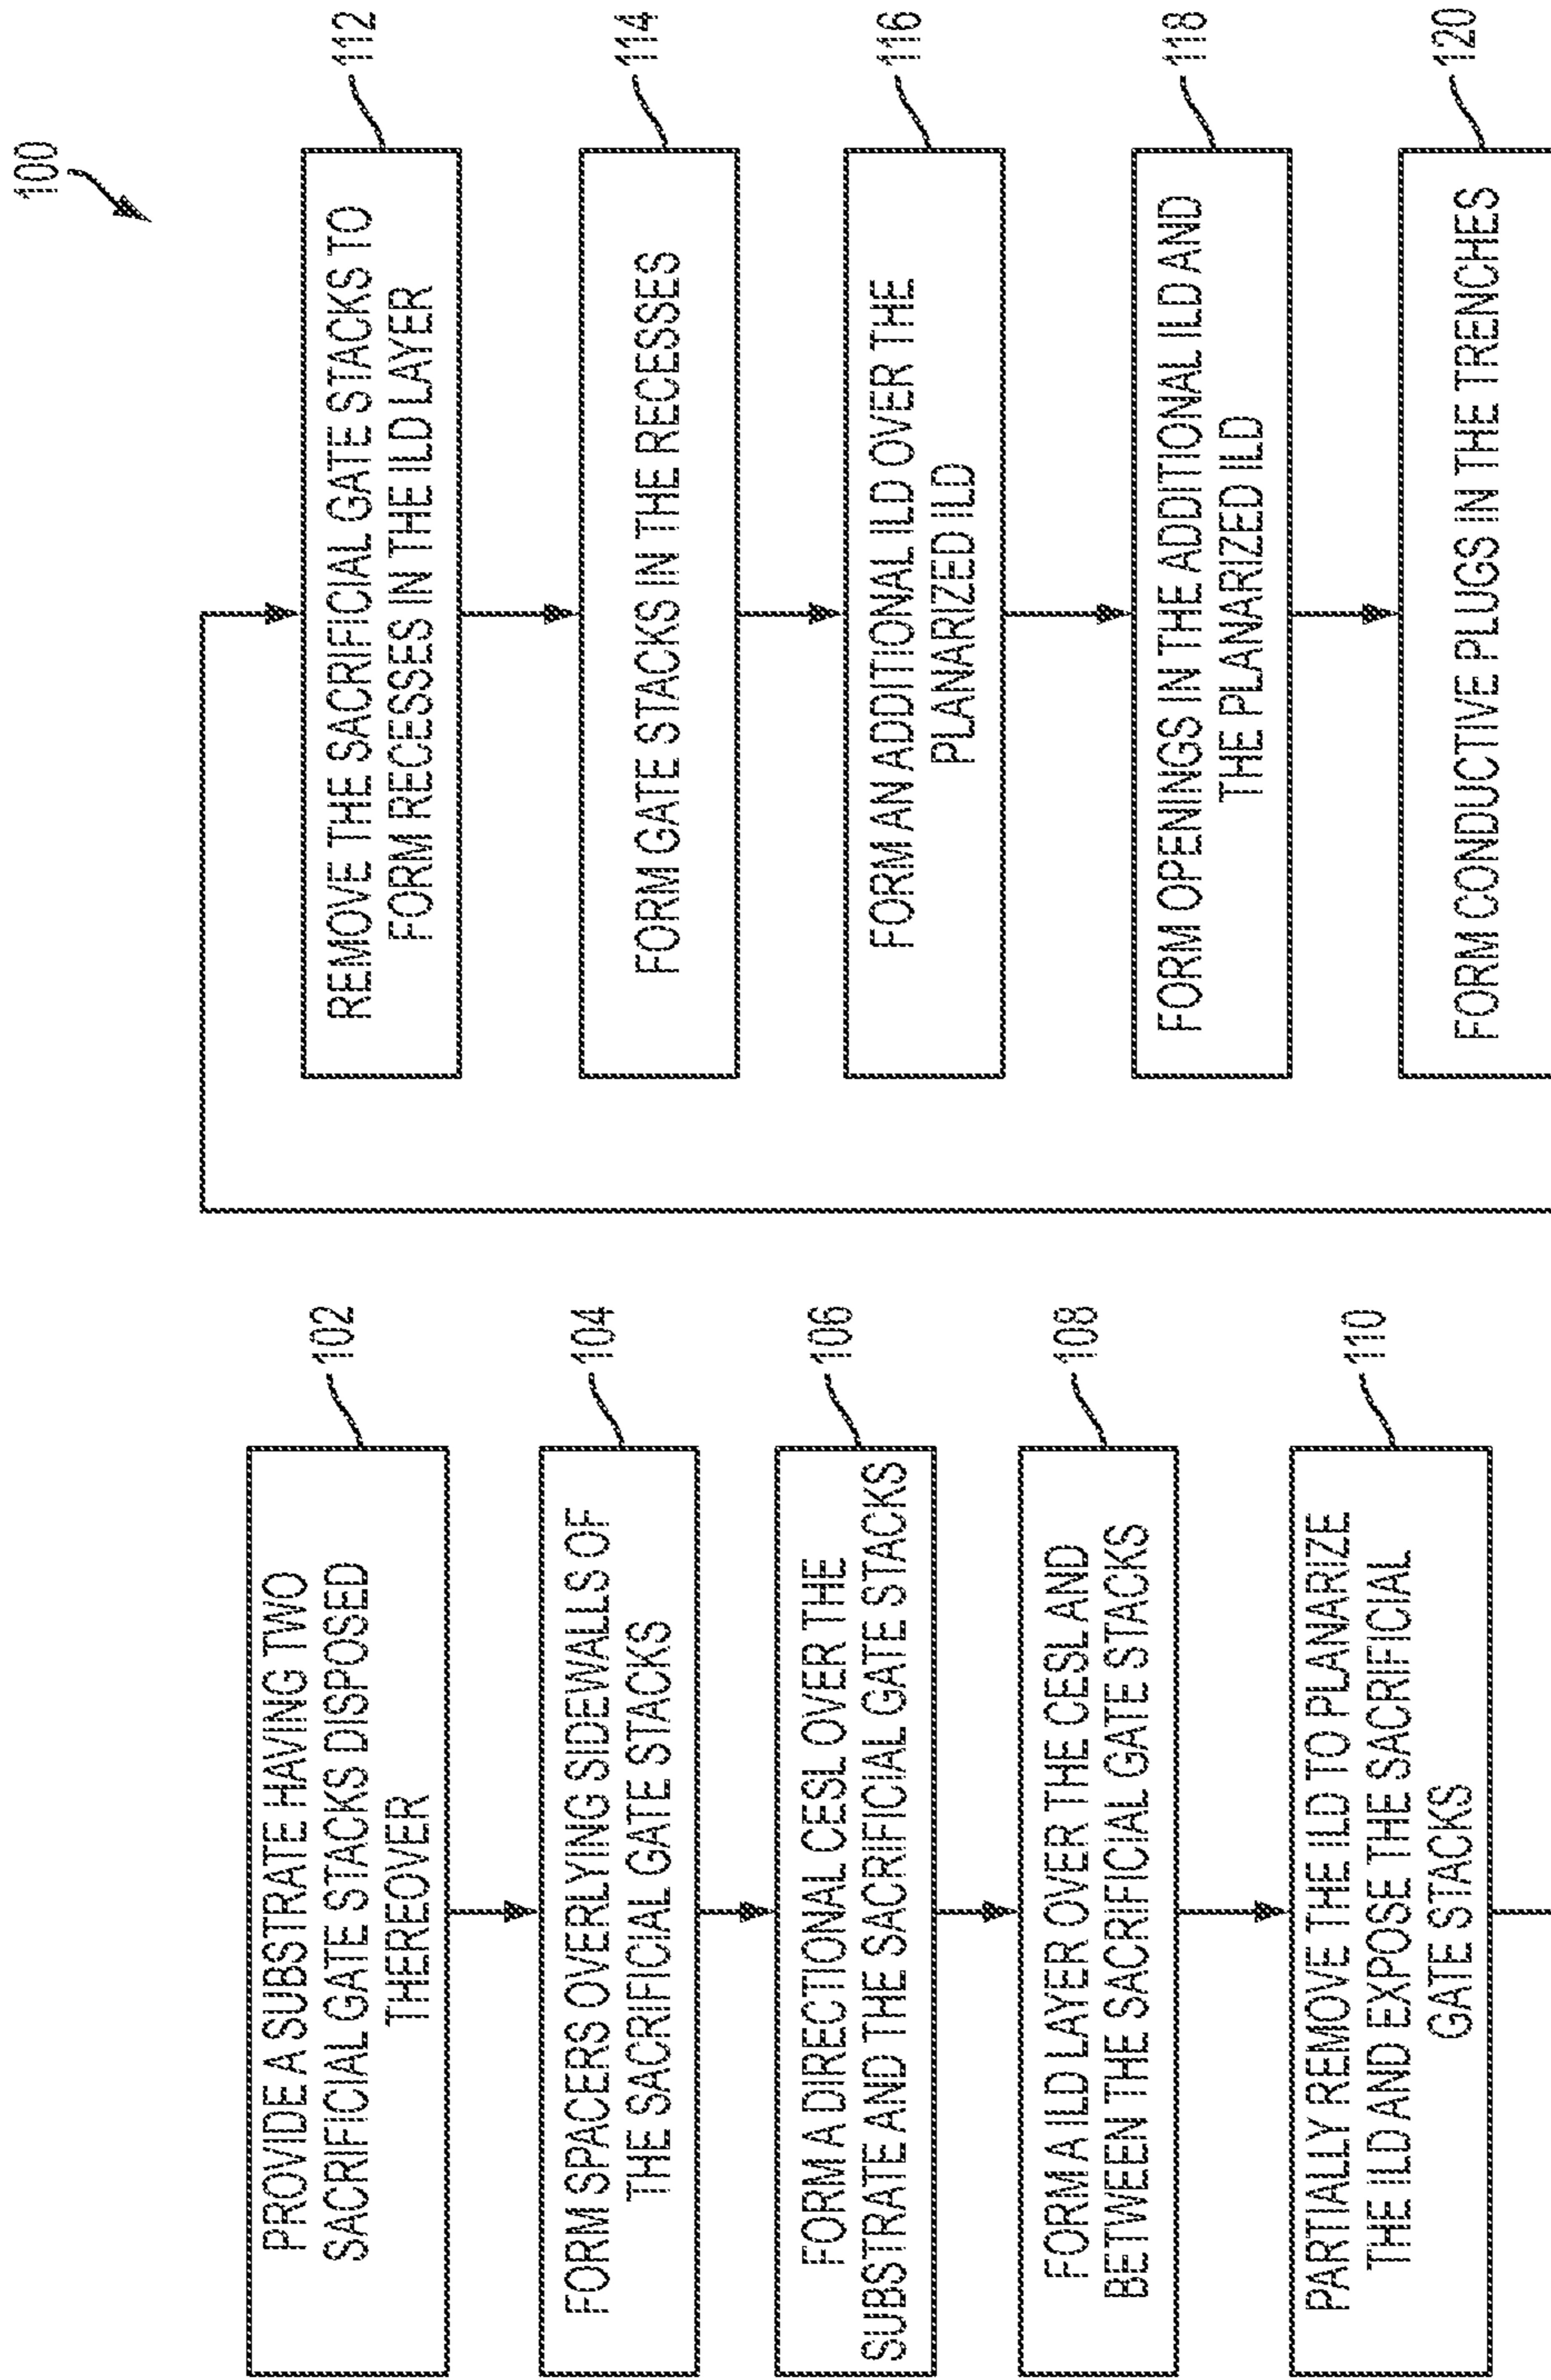 100
PROVIDE A SUBSTRATE HAVING TWO
SACRIFICIAL GATE STACKS DISPOSED
THEREOVER
102
FORM SPACERS OVERLYING SIDEWALLS OF
THE SACRIFICIAL GATE STACKS
104
FORM A DIRECTIONAL CESL OVER THE
SUBSTRATE AND THE SACRIFICIAL GATE STACKS
106
FORM A ILD LAYER OVER THE CESL AND
BETWEEN THE SACRIFICIAL GATE STACKS
108
PARTIALLY REMOVE THE ILD TO PLANARIZE
THE ILD AND EXPOSE THE SACRIFICIAL
GATE STACKS
110
REMOVE THE SACRIFICIAL GATE STACKS TO
FORM RECESSES IN THE ILD LAYER
112
FORM GATE STACKS IN THE RECESSES
114
FORM AN ADDITIONAL ILD OVER THE
PLANARIZED ILD
116
FORM OPENINGS IN THE ADDITIONAL ILD AND
THE PLANARIZED ILD
118
FORM CONDUCTIVE PLUGS IN THE TRENCHES
120